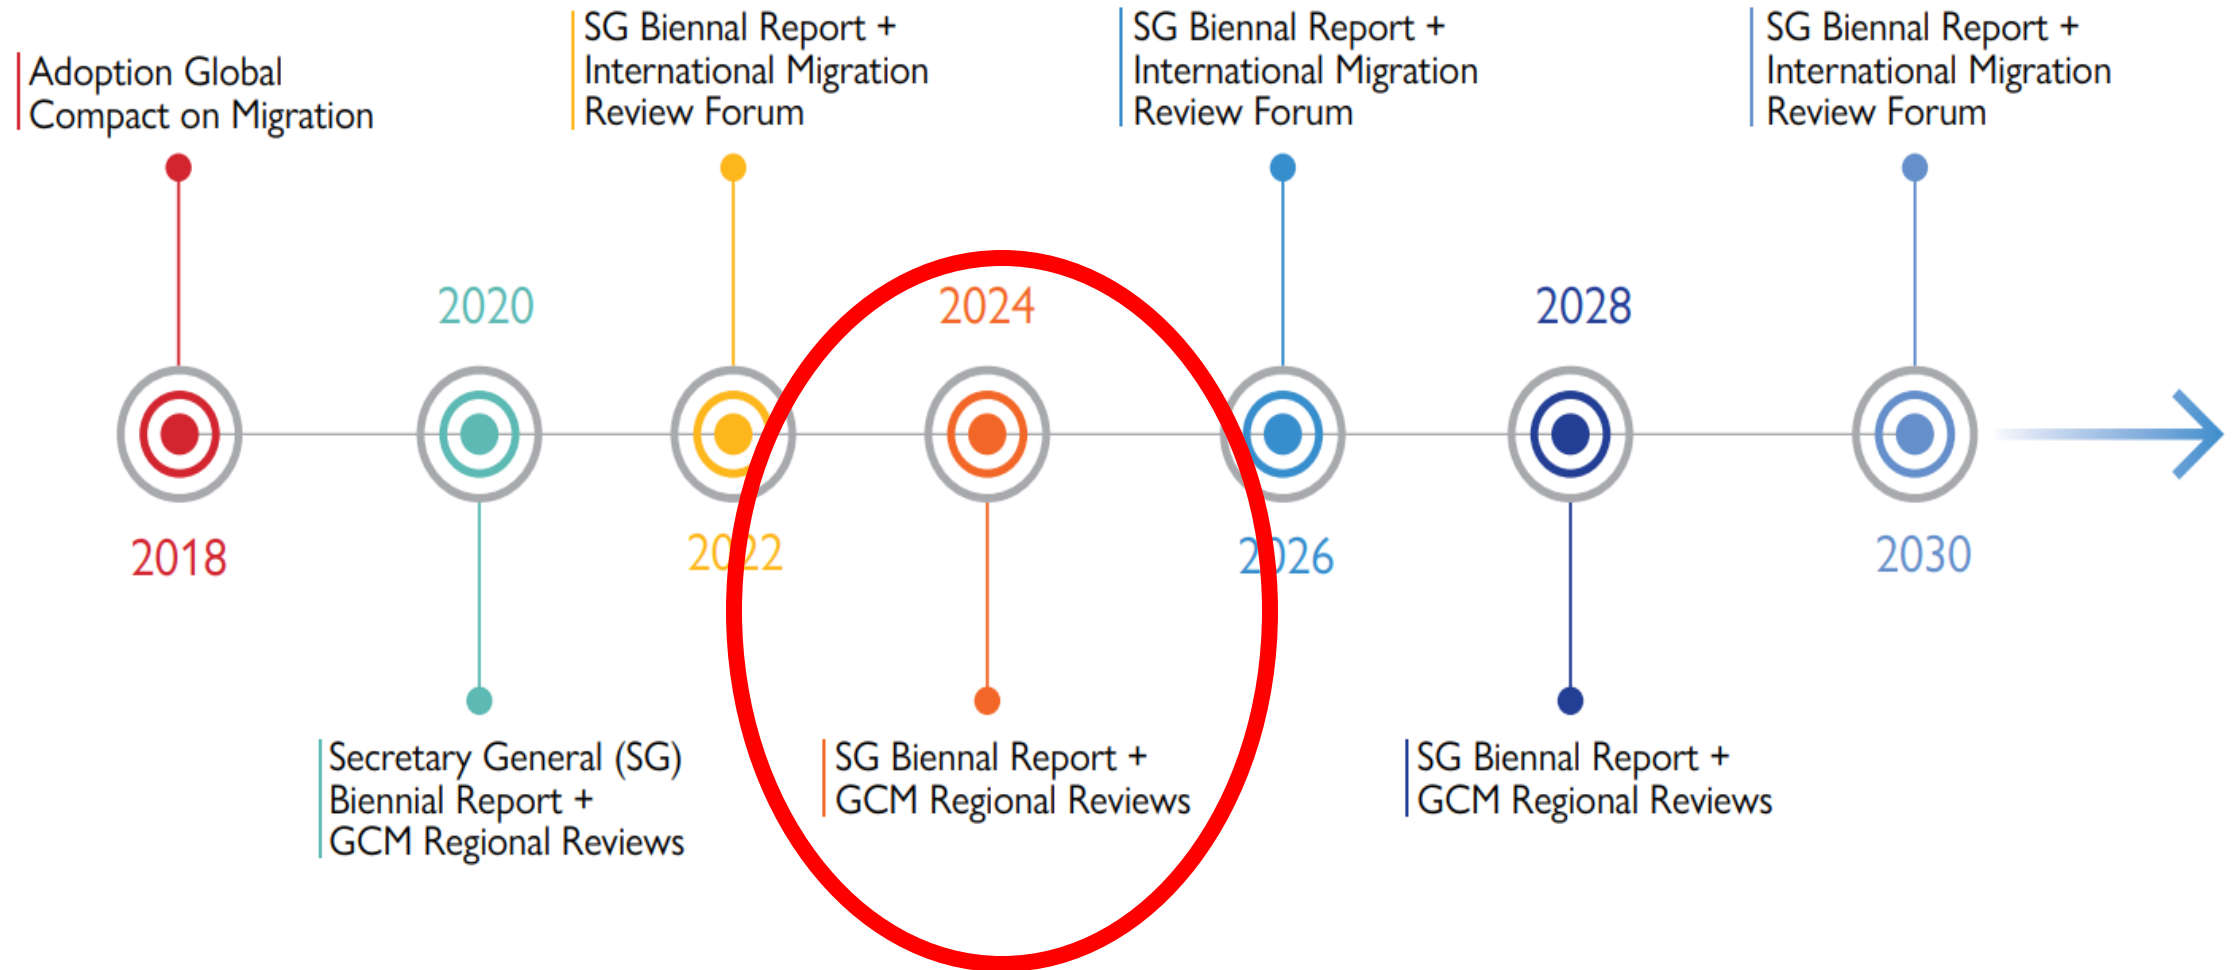 Adoption Global
Compact on Migration
2018
2020
Secretary General (SG)
Biennial Report +
GCM Regional Reviews
SG Biennal Report +
International Migration
Review Forum
2022
2024
SG Biennal Report +
GCM Regional Reviews
SG Biennal Report +
International Migration
Review Forum
2026
2028
SG Biennal Report +
GCM Regional Reviews
SG Biennal Report +
International Migration
Review Forum
2030